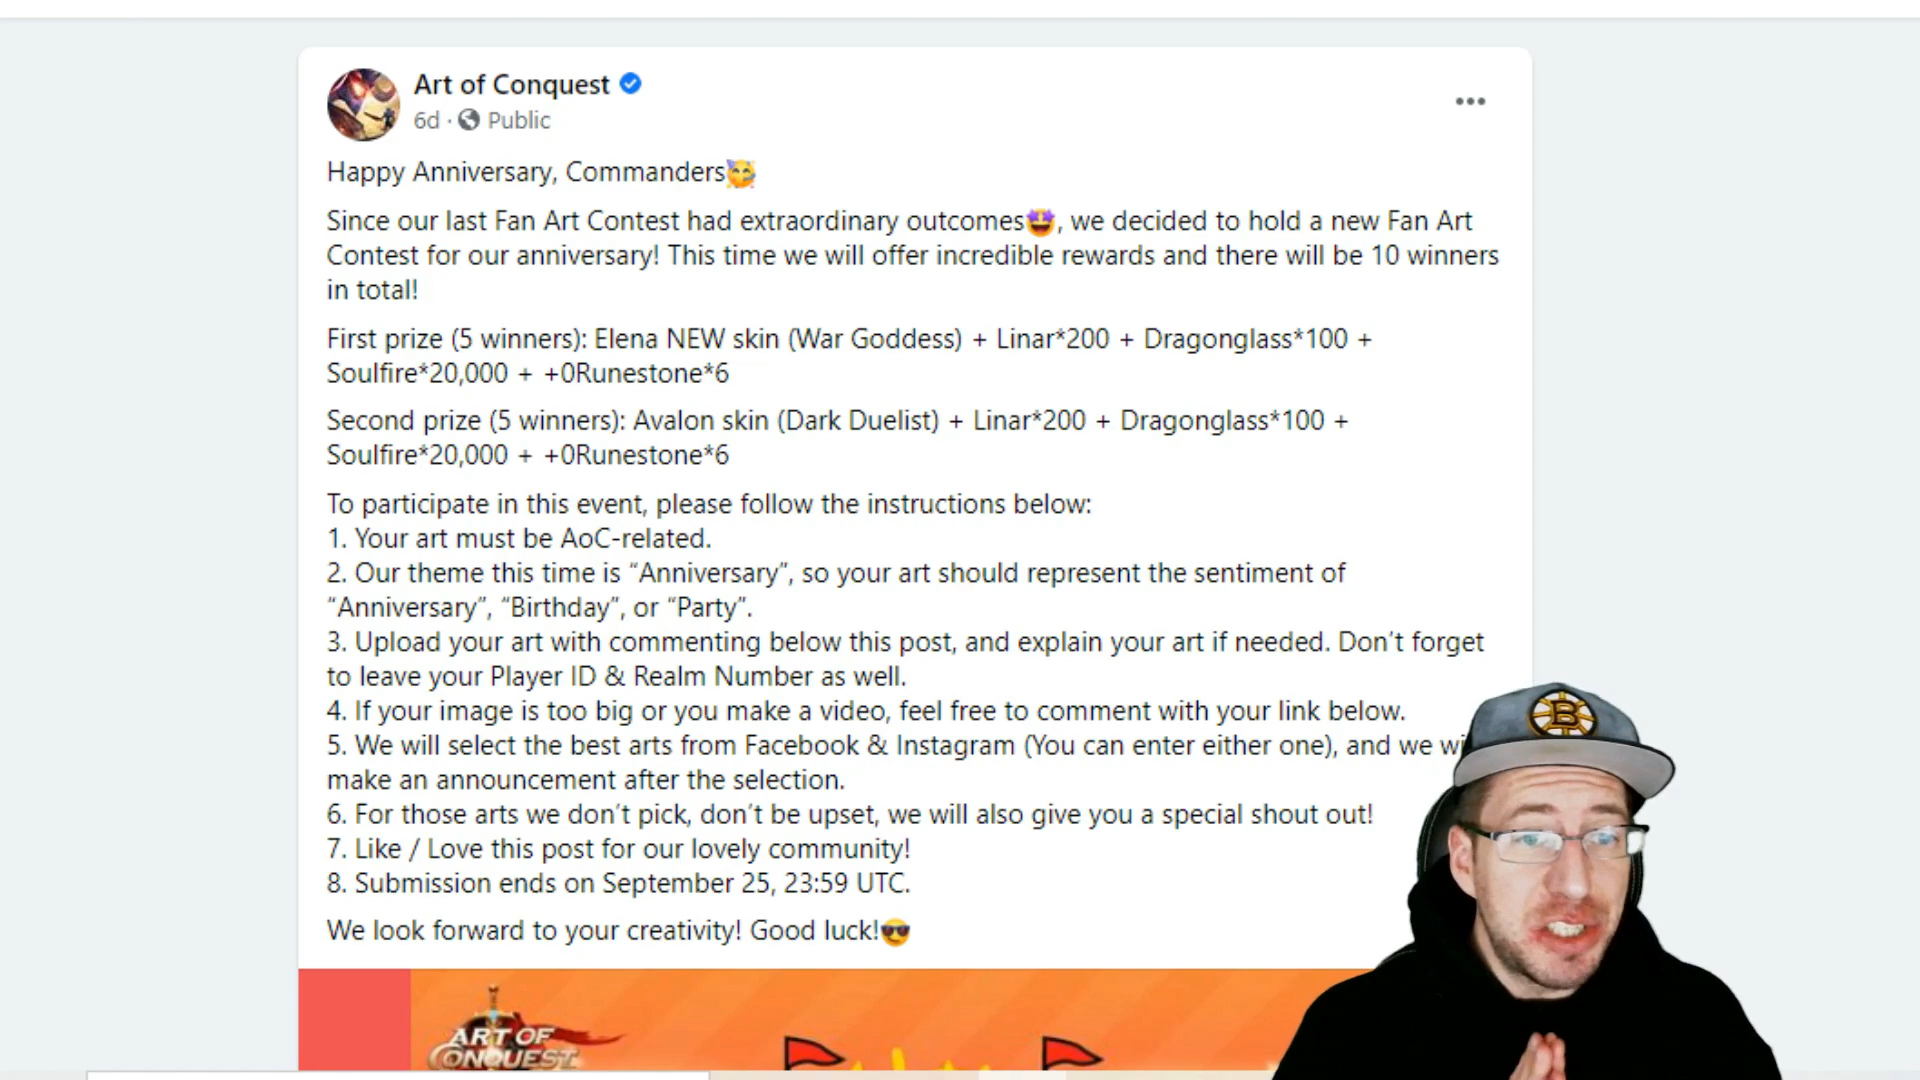 Art of Conquest
6d · Public
Happy Anniversary, Commanders🥳
Since our last Fan Art Contest had extraordinary outcomes🤩, we decided to hold a new Fan Art
Contest for our anniversary! This time we will offer incredible rewards and there will be 10 winners
in total!
First prize (5 winners): Elena NEW skin (War Goddess) + Linar*200 + Dragonglass*100 +
Soulfire*20,000 + +0Runestone*6
Second prize (5 winners): Avalon skin (Dark Duelist) + Linar*200 + Dragonglass*100 +
Soulfire*20,000 + +0Runestone*6
To participate in this event, please follow the instructions below:
1. Your art must be AoC-related.
2. Our theme this time is “Anniversary”, so your art should represent the sentiment of
“Anniversary”, “Birthday”, or “Party”.
3. Upload your art with commenting below this post, and explain your art if needed. Don’t forget
to leave your Player ID & Realm Number as well.
4. If your image is too big or you make a video, feel free to comment with your link below.
5. We will select the best arts from Facebook & Instagram (You can enter either one), and we wi
make an announcement after the selection.
6. For those arts we don’t pick, don’t be upset, we will also give you a special shout out!
7. Like / Love this post for our lovely community!
8. Submission ends on September 25, 23:59 UTC.
We look forward to your creativity! Good luck!😎
B
ART OF
CONQUEST